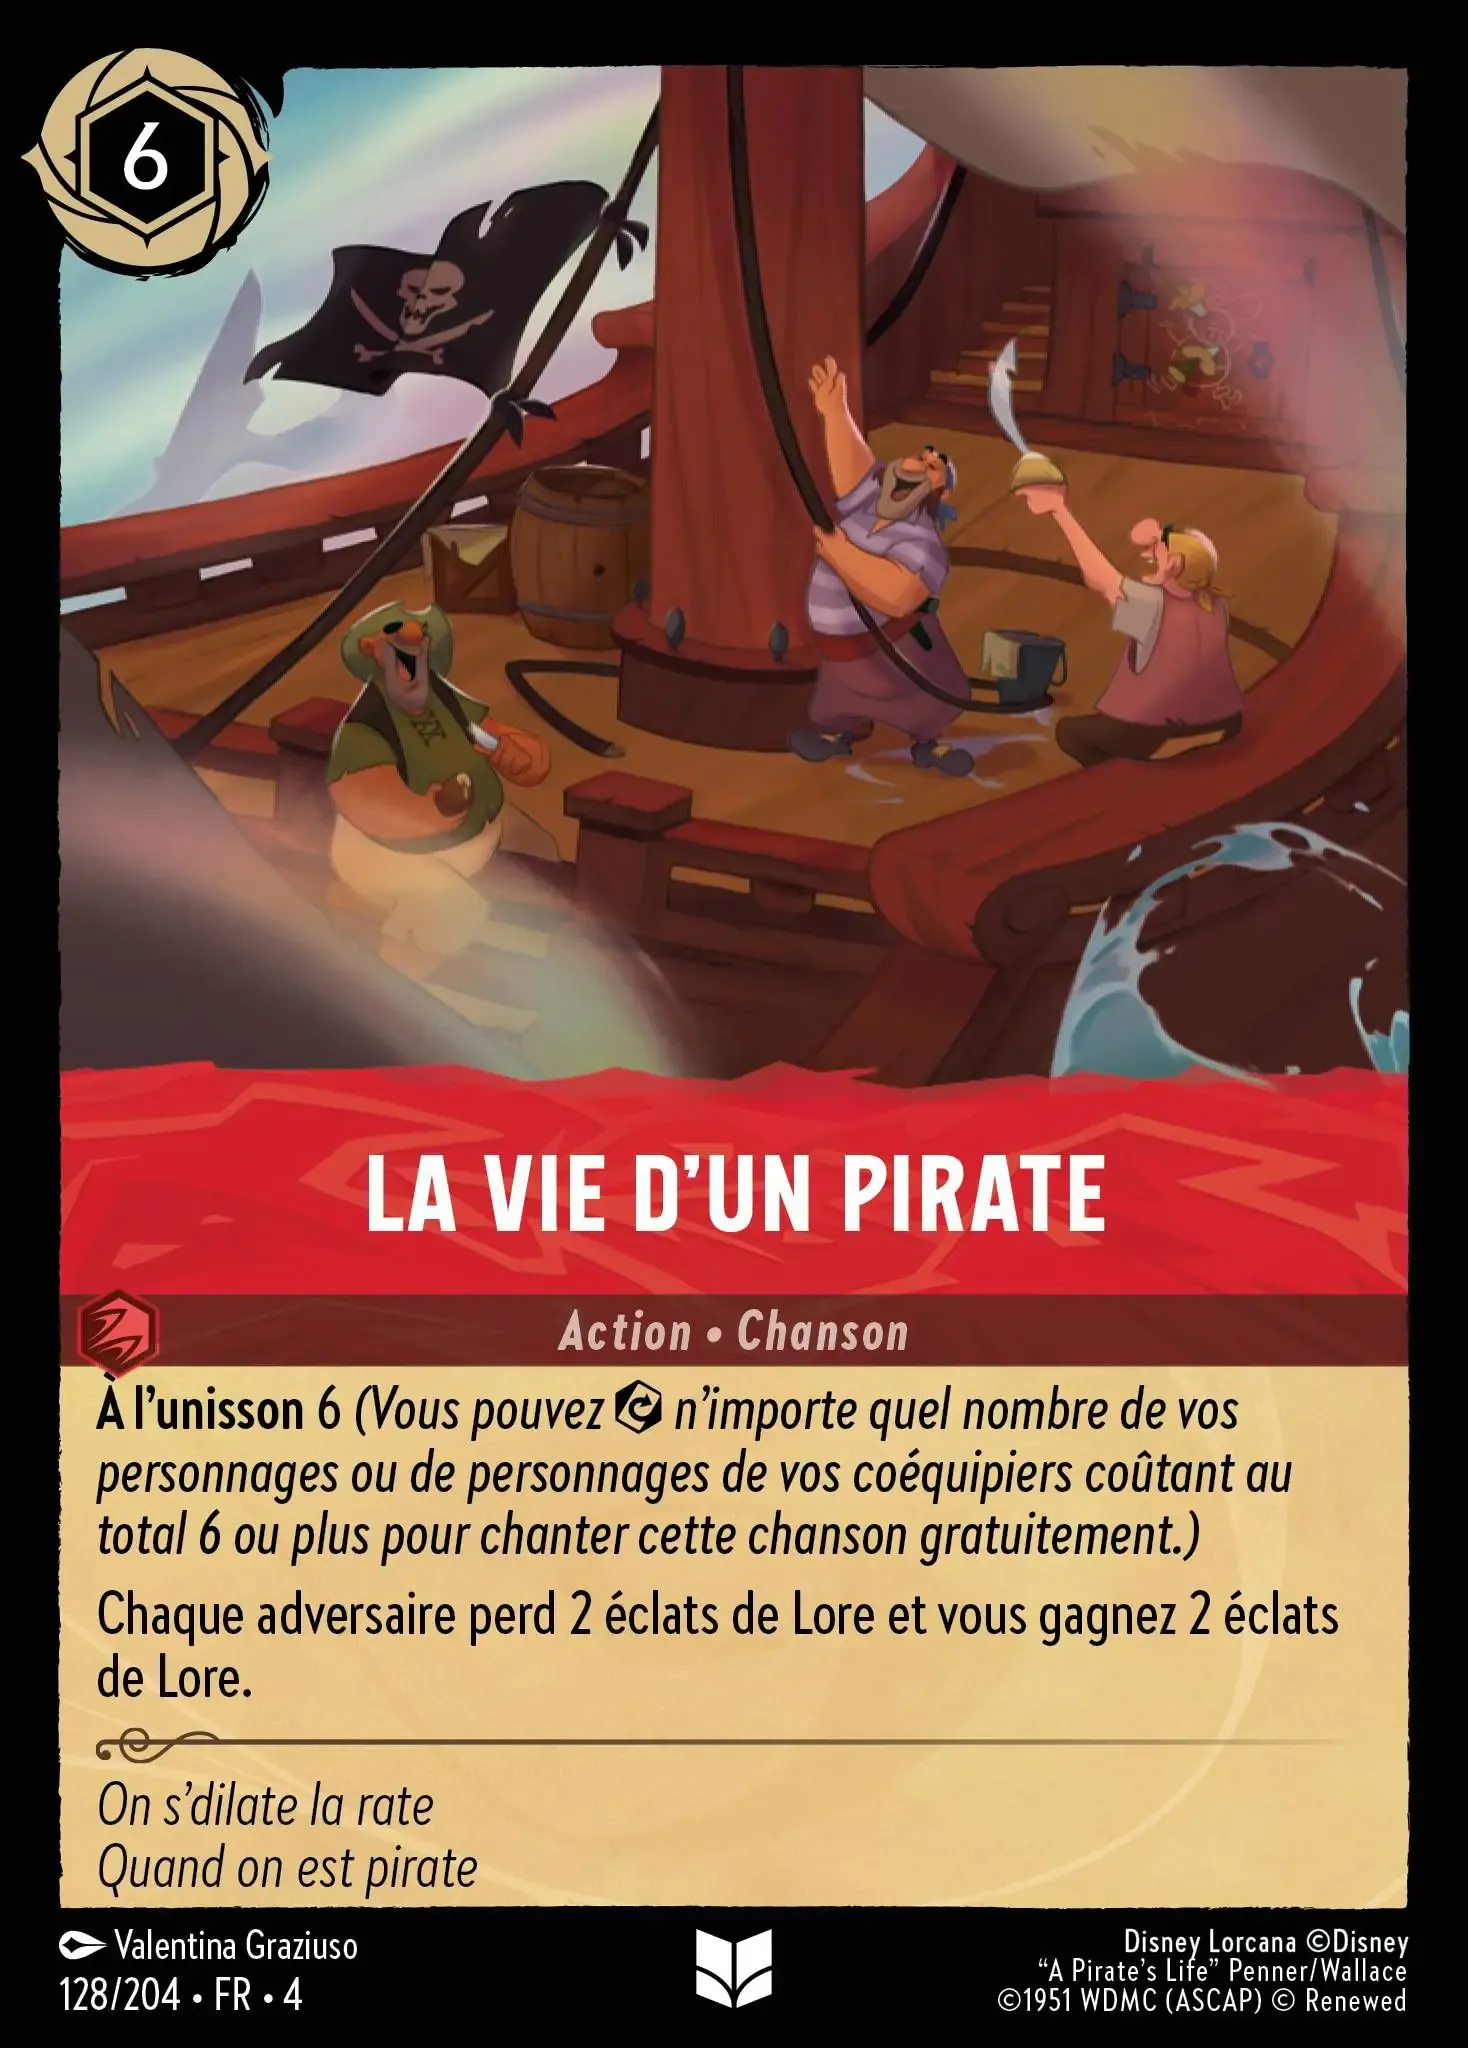 6
LA VIE D'UN PIRATE
Action • Chanson
À l'unisson 6 (Vous pouvez n'importe quel nombre de vos
personnages ou de personnages de vos coéquipiers coûtant au
total 6 ou plus pour chanter cette chanson gratuitement.)
Chaque adversaire perd 2 éclats de Lore et vous gagnez 2 éclats
de Lore.
On s'dilate la rate
Quand on est pirate
Valentina Graziuso
128/204 • FR • 4
Disney Lorcana ©Disney
“A Pirate's Life” Penner/Wallace
©1951 WDMC (ASCAP) © Renewed